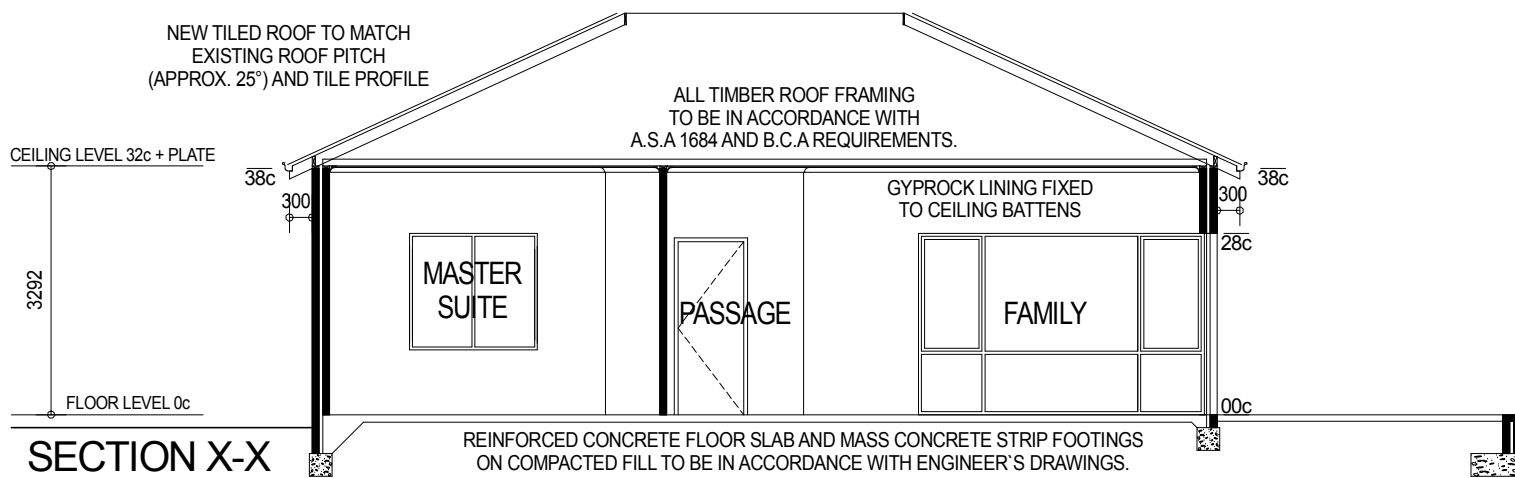 NEW TILED ROOF TO MATCH
EXISTING ROOF PITCH
(APPROX. 25°) AND TILE PROFILE
ALL TIMBER ROOF FRAMING
TO BE IN ACCORDANCE WITH
A.S.A 1684 AND B.C.A REQUIREMENTS.
CEILING LEVEL 32c + PLATE
38c
38c
300
300
GYPROCK LINING FIXED
TO CEILING BATTENS
28c
3292
MASTER
SUITE
PASSAGE
FAMILY
FLOOR LEVEL 0c
00c
SECTION X-X
REINFORCED CONCRETE FLOOR SLAB AND MASS CONCRETE STRIP FOOTINGS
ON COMPACTED FILL TO BE IN ACCORDANCE WITH ENGINEER`S DRAWINGS.